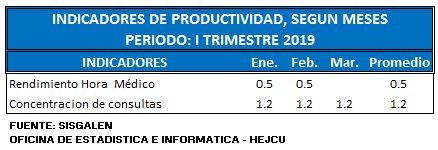 INDICADORES DE PRODUCTIVIDAD, SEGUN MESES
PERIODO: I TRIMESTRE 2019
INDICADORES Ene. Feb. Mar. Promedio
Rendimiento Hora Médico 0.5 0.5 0.5
Concentracion de consultas 1.2 1.2 1.2 1.2
FUENTE: SISGALEN
OFICINA DE ESTADISTICA E INFORMATICA - HEJCU